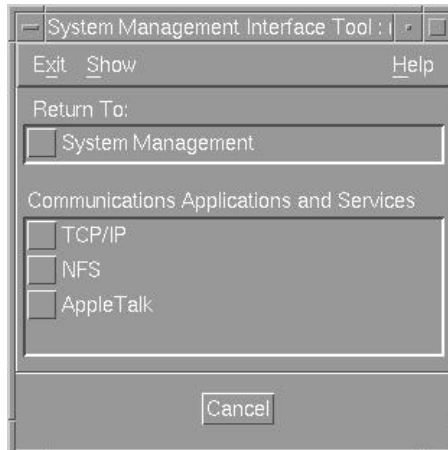 System Management Interface Tool :
Exit Show Help
Return To:
System Management
Communications Applications and Services
TCP/IP
NFS
AppleTalk
Cancel